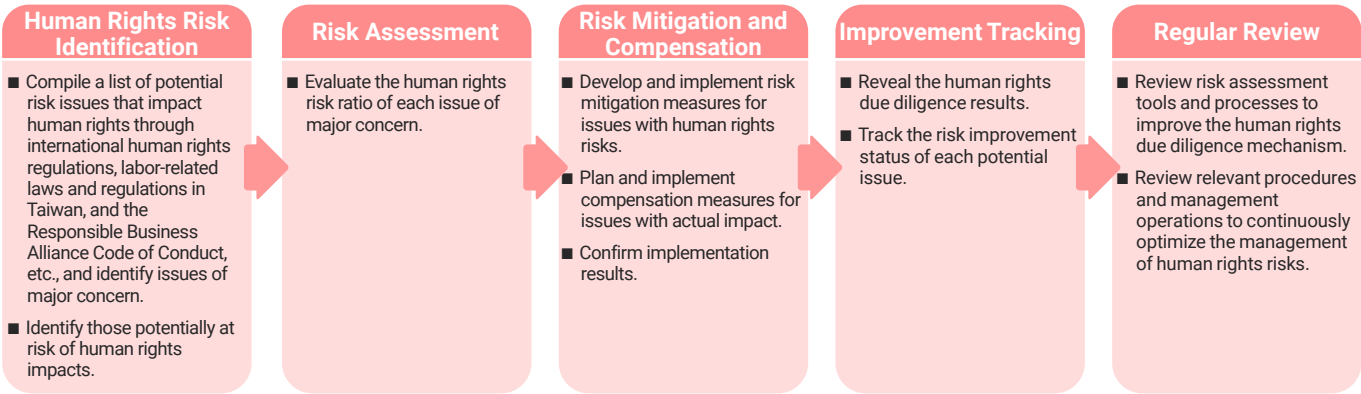 Human Rights Risk
Identification
■ Compile a list of potential
risk issues that impact
human rights through
international human rights
regulations, labor-related
laws and regulations in
Taiwan, and the
Responsible Business
Alliance Code of Conduct,
etc., and identify issues of
major concern.
■ Identify those potentially at
risk of human rights
impacts.
Risk Assessment
■ Evaluate the human rights
risk ratio of each issue of
major concern.
Risk Mitigation and
Compensation
■ Develop and implement risk
mitigation measures for
issues with human rights
risks.
■ Plan and implement
compensation measures for
issues with actual impact.
■ Confirm implementation
results.
Improvement Tracking
■ Reveal the human rights
due diligence results.
■ Track the risk improvement
status of each potential
issue.
Regular Review
■ Review risk assessment
tools and processes to
improve the human rights
due diligence mechanism.
■ Review relevant procedures
and management
operations to continuously
optimize the management
of human rights risks.